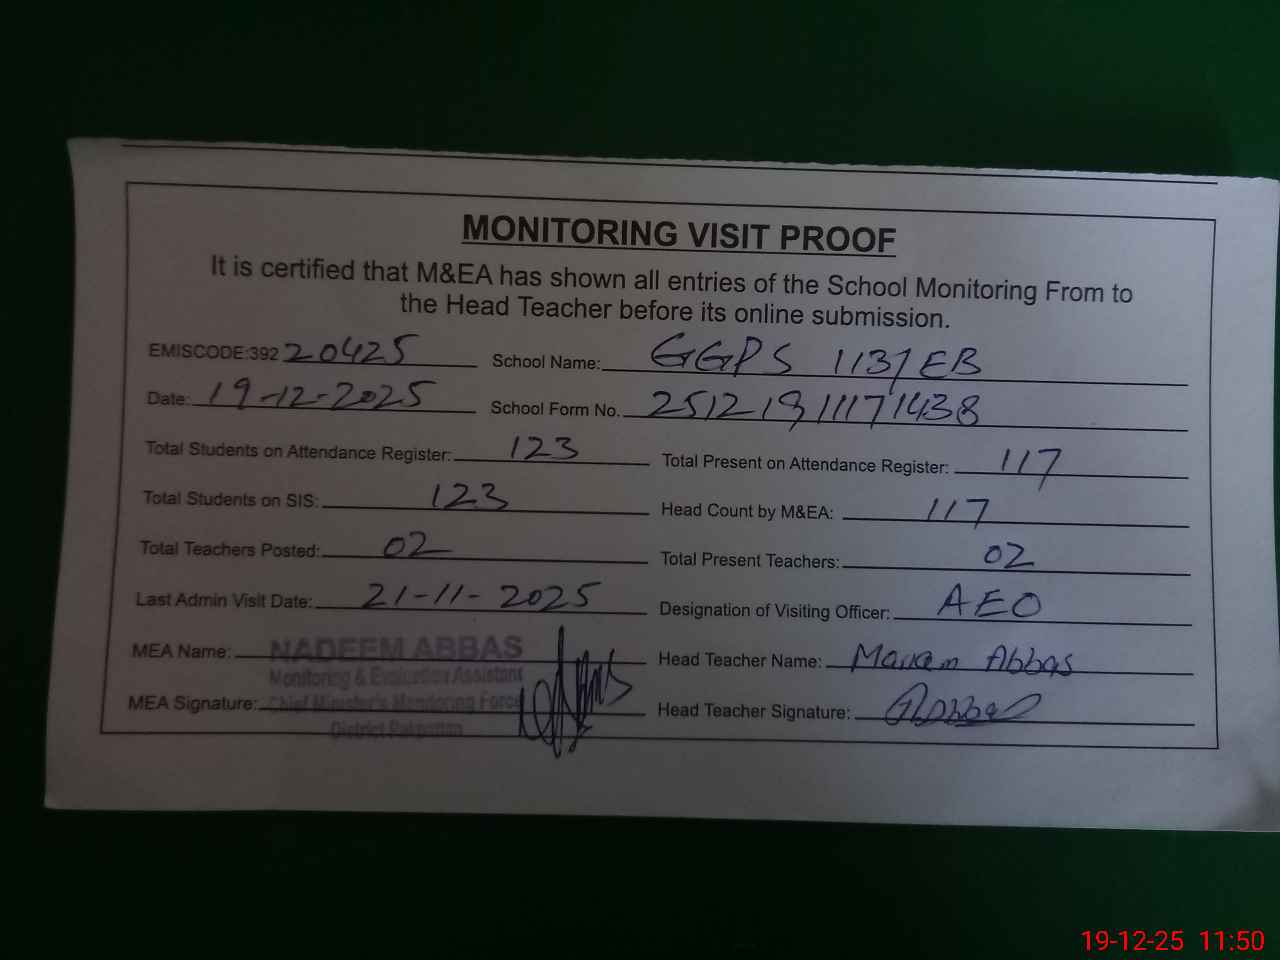 MONITORING VISIT PROOF
It is certified that M&EA has shown all entries of the School Monitoring From to
the Head Teacher before its online submission.
EMISCODE:392 20425 School Name: GGPS 113/EB
Date: 19-12-2025 School Form No. 25121911171438
Total Students on Attendance Register: 123 Total Present on Attendance Register: 117
Total Students on SIS: 123 Head Count by M&EA: 117
Total Teachers Posted: 02 Total Present Teachers: 02
Last Admin Visit Date: 21-11-2025 Designation of Visiting Officer: AEO
MEA Name: NADEEM ABBAS Head Teacher Name: Mariam Abbas
Monitoring & Evaluation Assistant
MEA Signature: Chief Minister's Monitoring Force Head Teacher Signature:
District Pakpattan
19-12-25 11:50